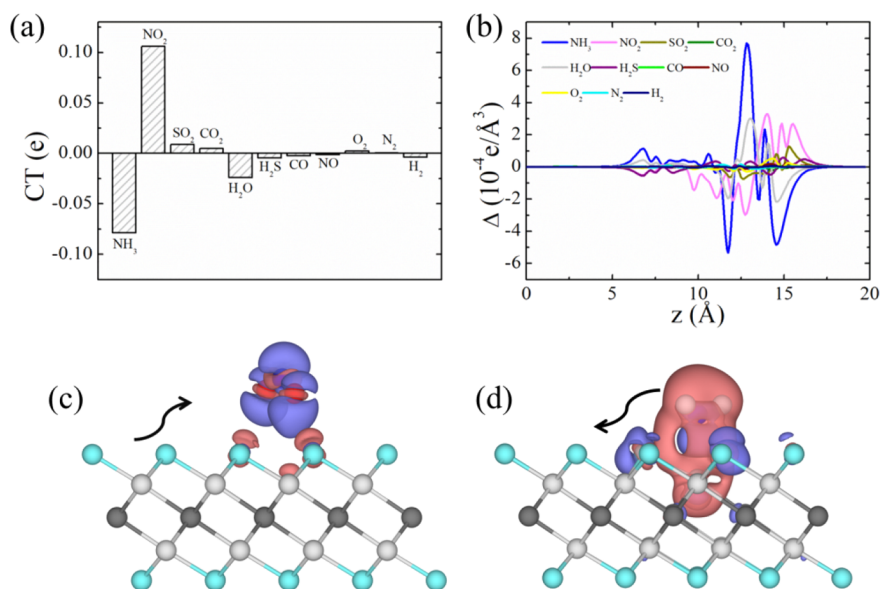 (a)
CT (e)
0.10
0.05
0.00
-0.05
-0.10
NH₃
NO₂
SO₂
CO₂
H₂O
H₂S
CO
NO
O₂
N₂
H₂
(b)
Δ (10⁻⁴ e/Å³)
8
6
4
2
0
-2
-4
-6
NH₃ NO₂ SO₂ CO₂
H₂O H₂S CO NO
O₂ N₂ H₂
0 5 10 15 20
z (Å)
(c)
(d)